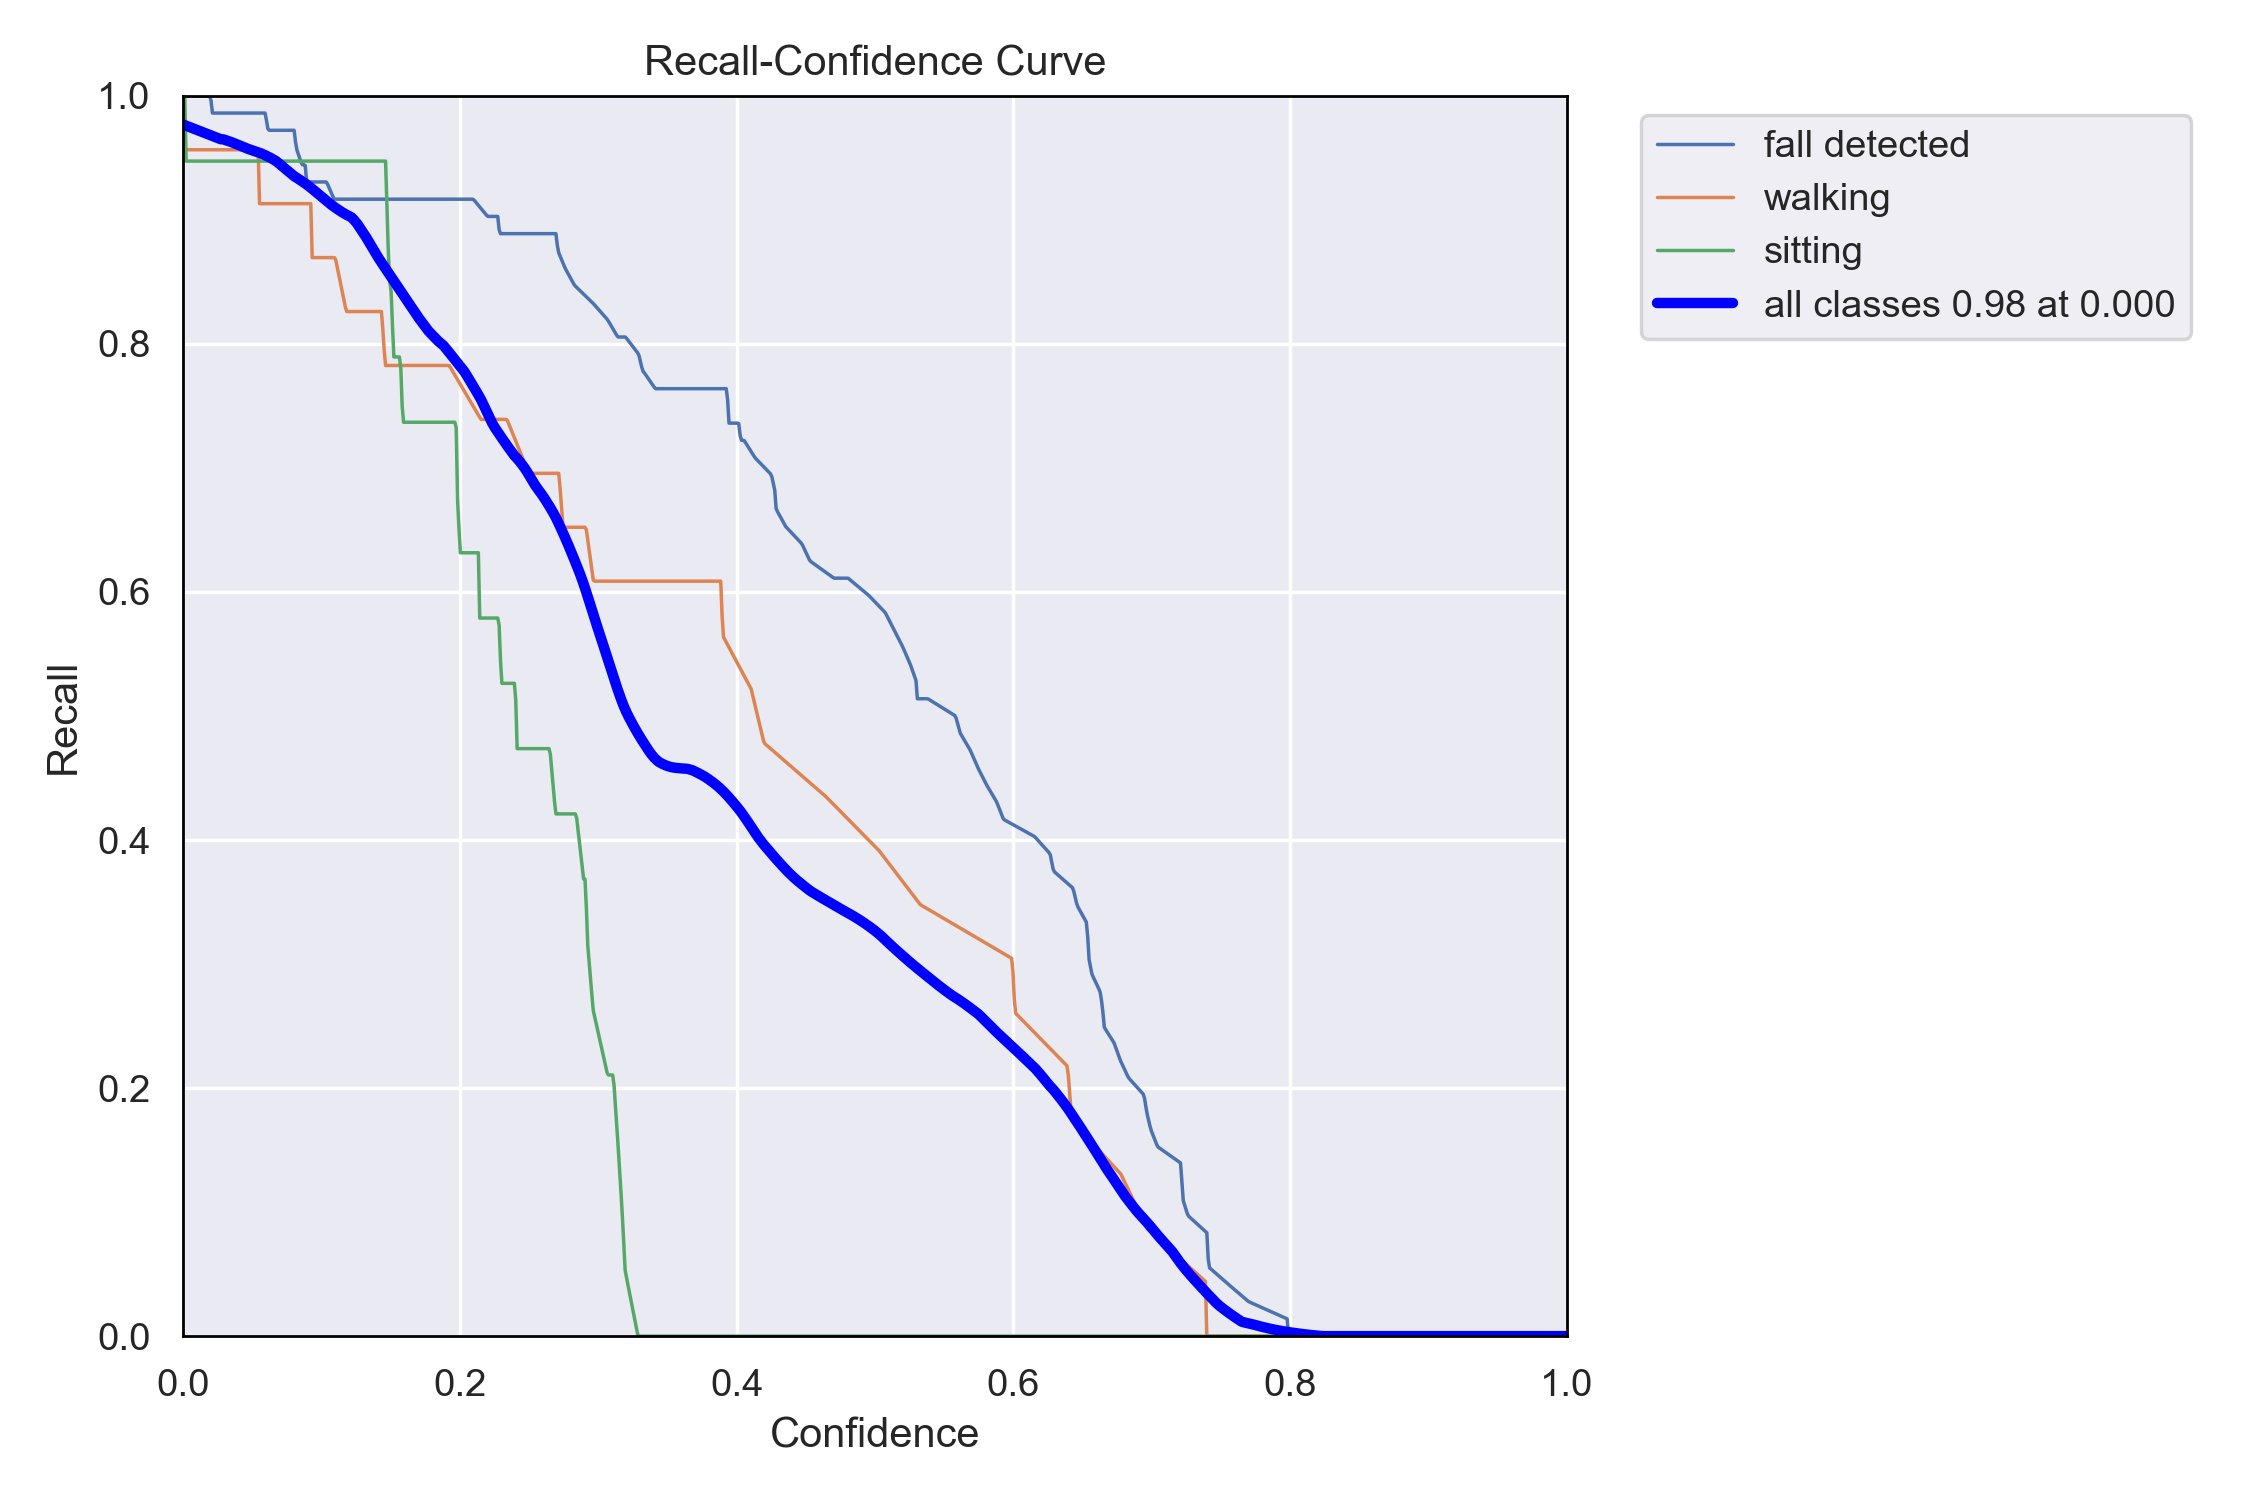 Recall-Confidence Curve
1.0
0.8
0.6
0.4
0.2
0.0
Recall
0.0 0.2 0.4 0.6 0.8 1.0
Confidence
fall detected
walking
sitting
all classes 0.98 at 0.000